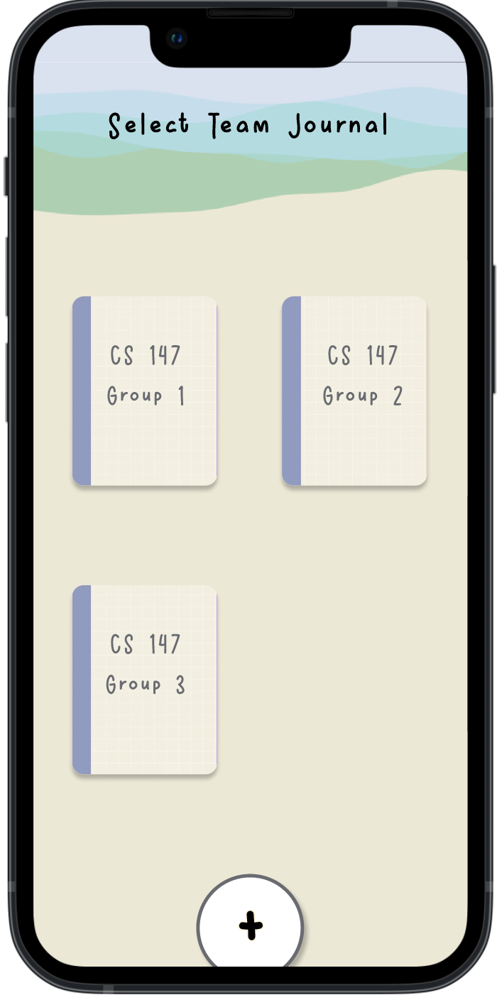 Select Team Journal
CS 147
Group 1
CS 147
Group 2
CS 147
Group 3
+